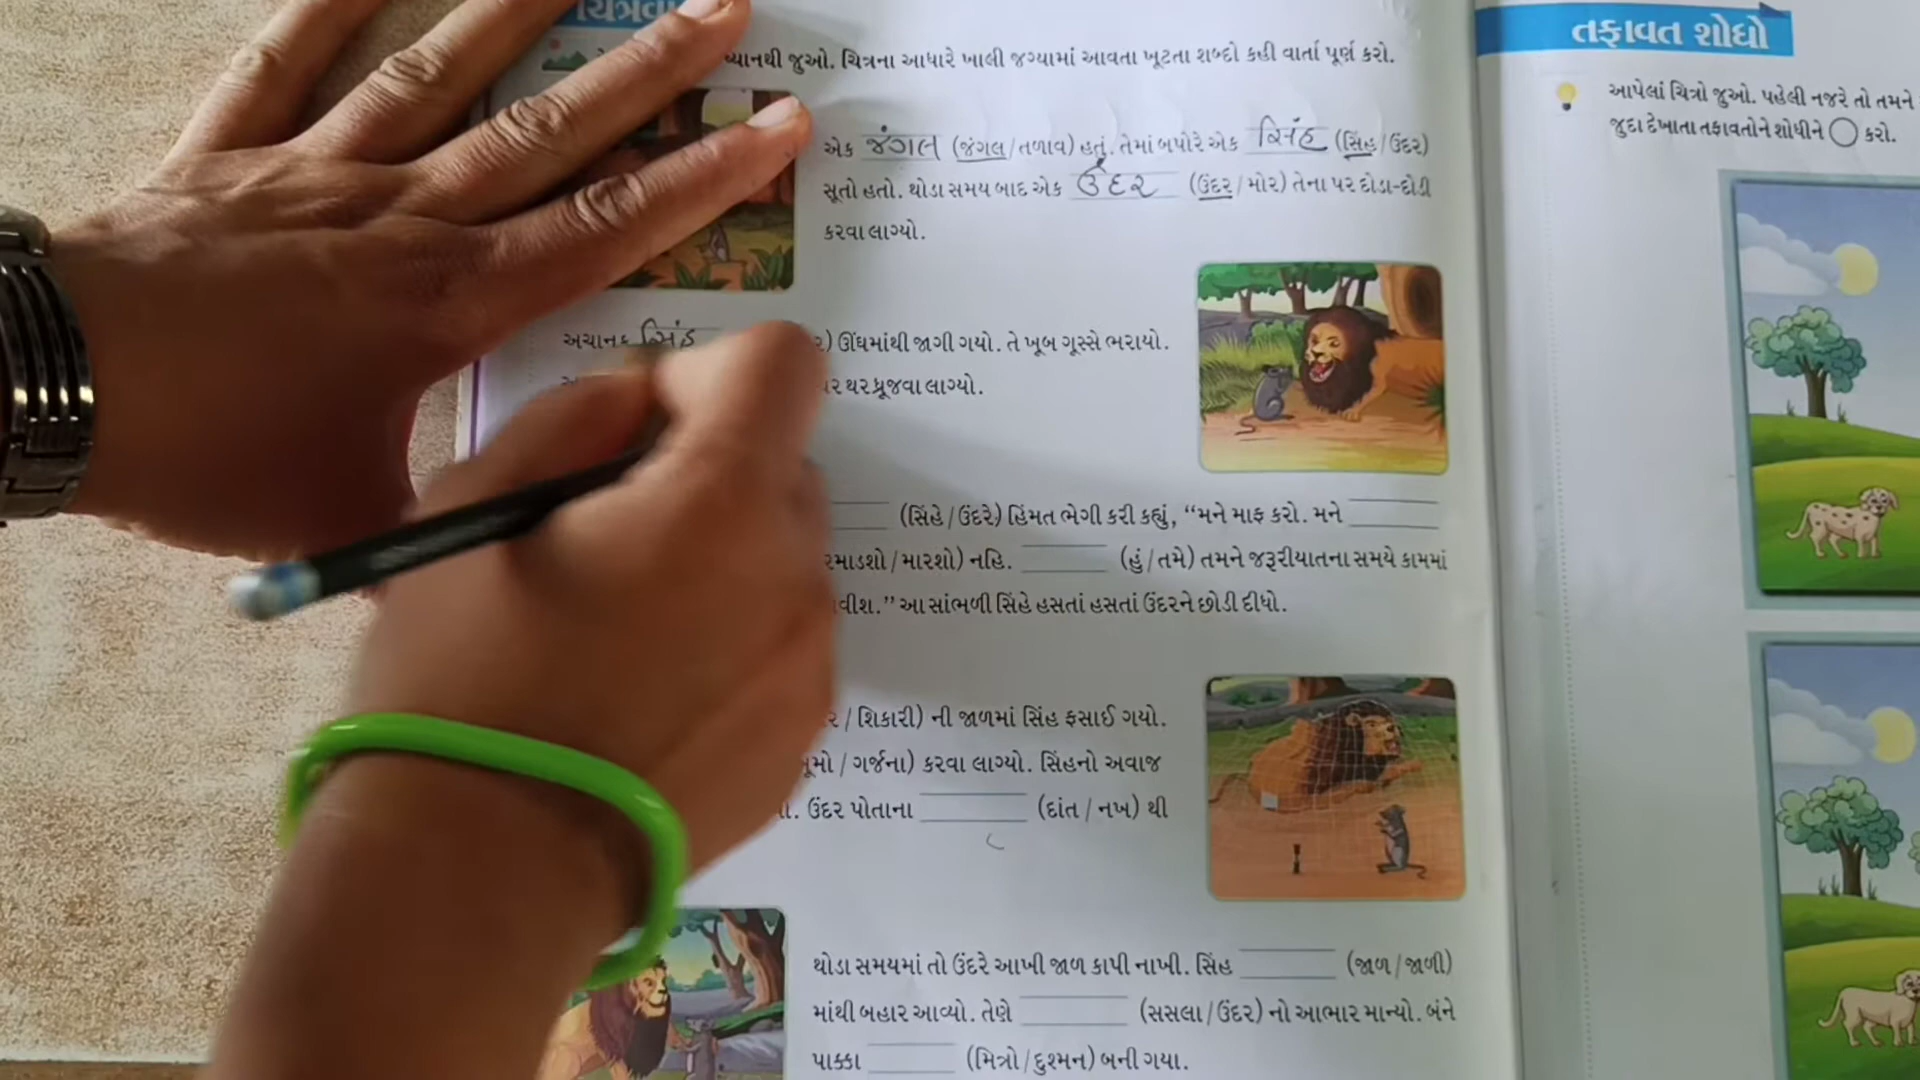 ચિત્રવા
તફાવત શોધો
ધ્યાનથી જુઓ. ચિત્રના આધારે ખાલી જગ્યામાં આવતા ખૂટતા શબ્દો કહી વાર્તા પૂર્ણ કરો.
એક જંગલ (જંગલ/તળાવ) હતું. તેમાં બપોરે એક સિંહ (સિંહ/ઉંદર)
સૂતો હતો. થોડા સમય બાદ એક ઉંદર (ઉંદર/મોર) તેના પર દોડા-દોડી
કરવા લાગ્યો.
અચાનક સિંહ ર) ઊંઘમાંથી જાગી ગયો. તે ખૂબ ગૂસ્સે ભરાયો.
થર થર ધ્રૂજવા લાગ્યો.
(સિંહે/ઉંદરે) હિંમત ભેગી કરી કહ્યું, “મને માફ કરો. મને
રમાડશો/મારશો) નહિ. (હું/તમે) તમને જરૂરીયાતના સમયે કામમાં
વીશ.” આ સાંભળી સિંહે હસતાં હસતાં ઉંદરને છોડી દીધો.
ર / શિકારી) ની જાળમાં સિંહ ફસાઈ ગયો.
ૂમો / ગર્જના) કરવા લાગ્યો. સિંહનો અવાજ
ઉંદર પોતાના (દાંત / નખ) થી
થોડા સમયમાં તો ઉંદરે આખી જાળ કાપી નાખી. સિંહ (જાળ/જાળી)
માંથી બહાર આવ્યો. તેણે (સસલા/ઉંદર) નો આભાર માન્યો. બંને
પાક્કા (મિત્રો/દુશ્મન) બની ગયા.
આપેલાં ચિત્રો જુઓ. પહેલી નજરે તો તમને
જુદા દેખાતા તફાવતોને શોધીને ◯ કરો.